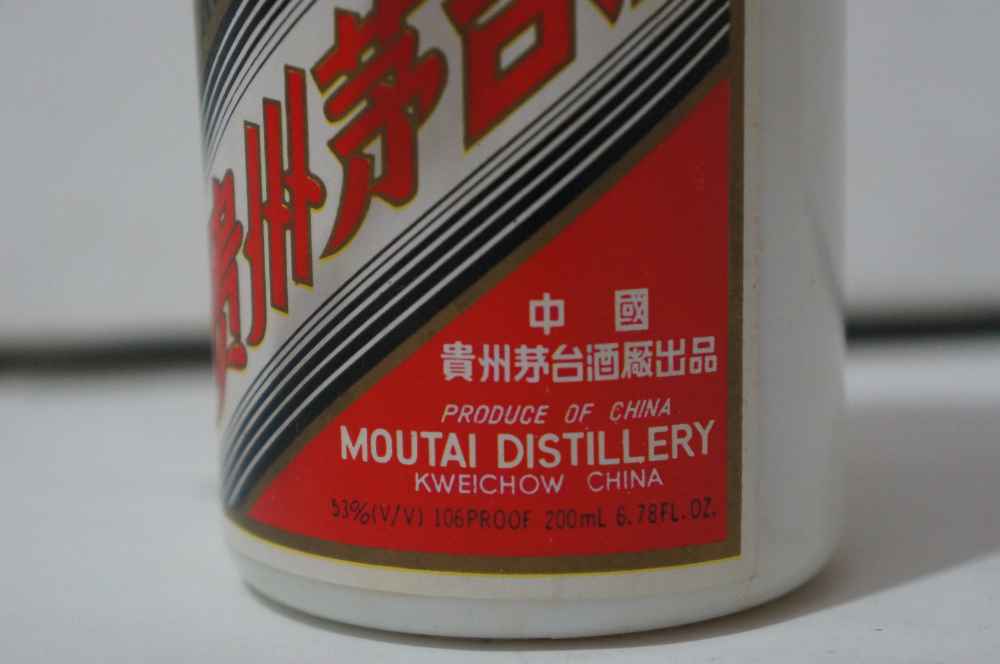 貴州茅台
中國
貴州茅台酒厰出品
PRODUCE OF CHINA
MOUTAI DISTILLERY
KWEICHOW CHINA
53%(V/V) 106PROOF 200mL 6.78FL.OZ.